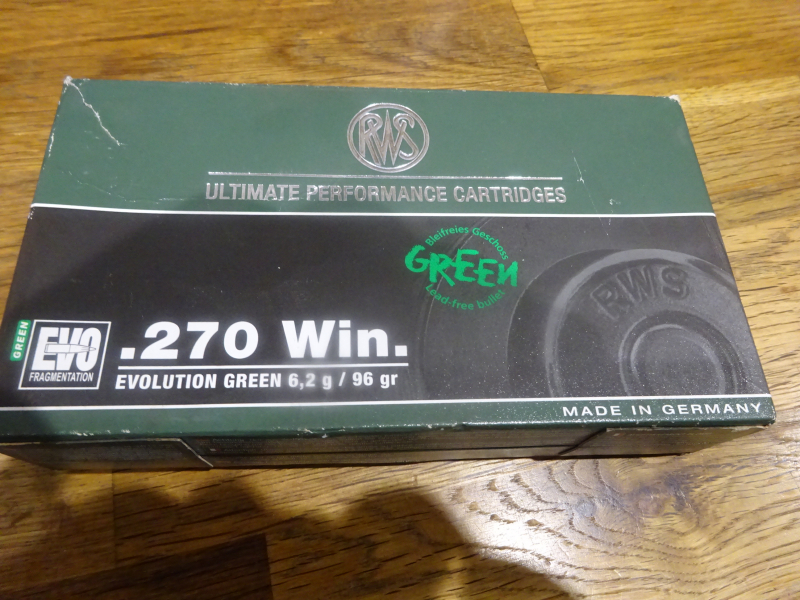 RWS
ULTIMATE PERFORMANCE CARTRIDGES
Bleifreies Geschoss
GREEN
Lead-free bullet
RWS
GREEN
EVO
FRAGMENTATION
.270 Win.
EVOLUTION GREEN 6,2 g / 96 gr
MADE IN GERMANY